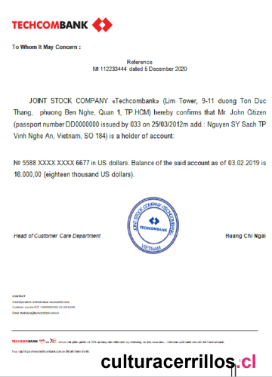 TECHCOMBANK
To Whom It May Concern :
Reference
№ 112233444 dated 5 December 2020
JOINT STOCK COMPANY «Techcombank» (Lim Tower, 9-11 duong Ton Duc
Thang, phuong Ben Nghe, Quan 1, TP.HCM) hereby confirms that Mr. John Citizen
(passport number DD0000000 issued by 033 on 25/03/2012m add.: Nguyen SY Sach TP
Vinh Nghe An, Vietnam, SO 184) is a holder of account:
№ 5588 XXXX XXXX 6677 in US dollars. Balance of the said account as of 03.02.2019 is
18.000,00 (eighteen thousand US dollars).
Head of Customer Care Department
TECHCOMBANK
VIETNAM
Hoang Chi Ngai
TECHCOMBANK
culturacerrillos.cl